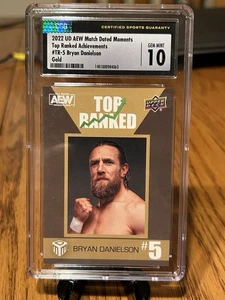 CERTIFIED SPORTS GUARANTY
2022 UD AEW Match Dated Moments
Top Ranked Achievements
#TR-5 Bryan Danielson
Gold
GEM MINT
10
AEW
TOP
RANKED
UPPER DECK
BRYAN DANIELSON
#5